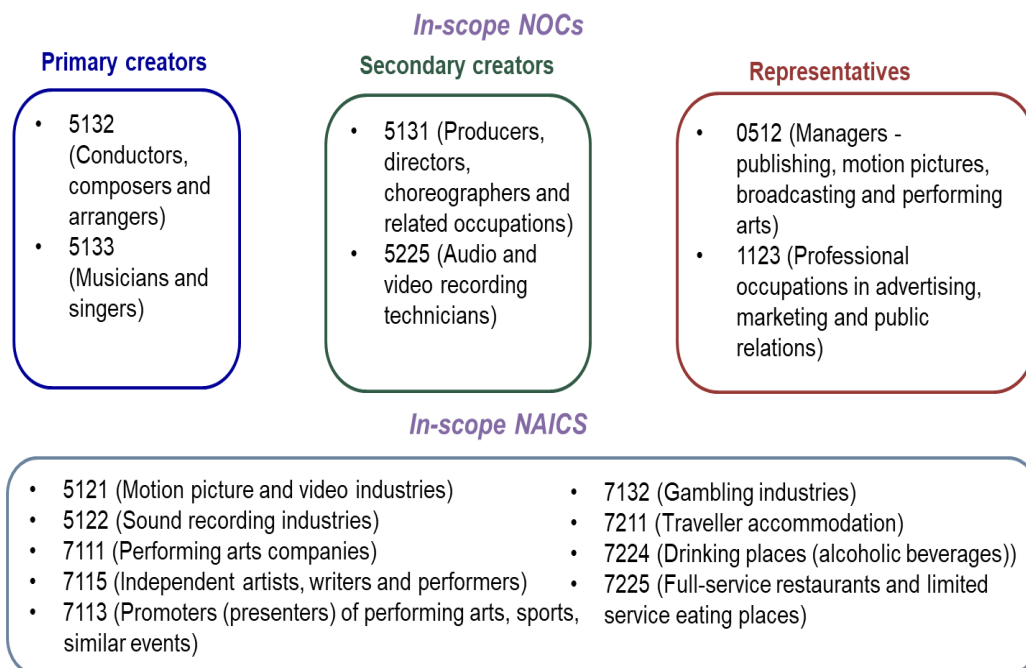 In-scope NOCs
Primary creators
• 5132
(Conductors,
composers and
arrangers)
• 5133
(Musicians and
singers)
Secondary creators
• 5131 (Producers,
directors,
choreographers and
related occupations)
• 5225 (Audio and
video recording
technicians)
Representatives
• 0512 (Managers -
publishing, motion pictures,
broadcasting and performing
arts)
• 1123 (Professional
occupations in advertising,
marketing and public
relations)
In-scope NAICS
• 5121 (Motion picture and video industries)
• 5122 (Sound recording industries)
• 7111 (Performing arts companies)
• 7115 (Independent artists, writers and performers)
• 7113 (Promoters (presenters) of performing arts, sports,
similar events)
• 7132 (Gambling industries)
• 7211 (Traveller accommodation)
• 7224 (Drinking places (alcoholic beverages))
• 7225 (Full-service restaurants and limited
service eating places)